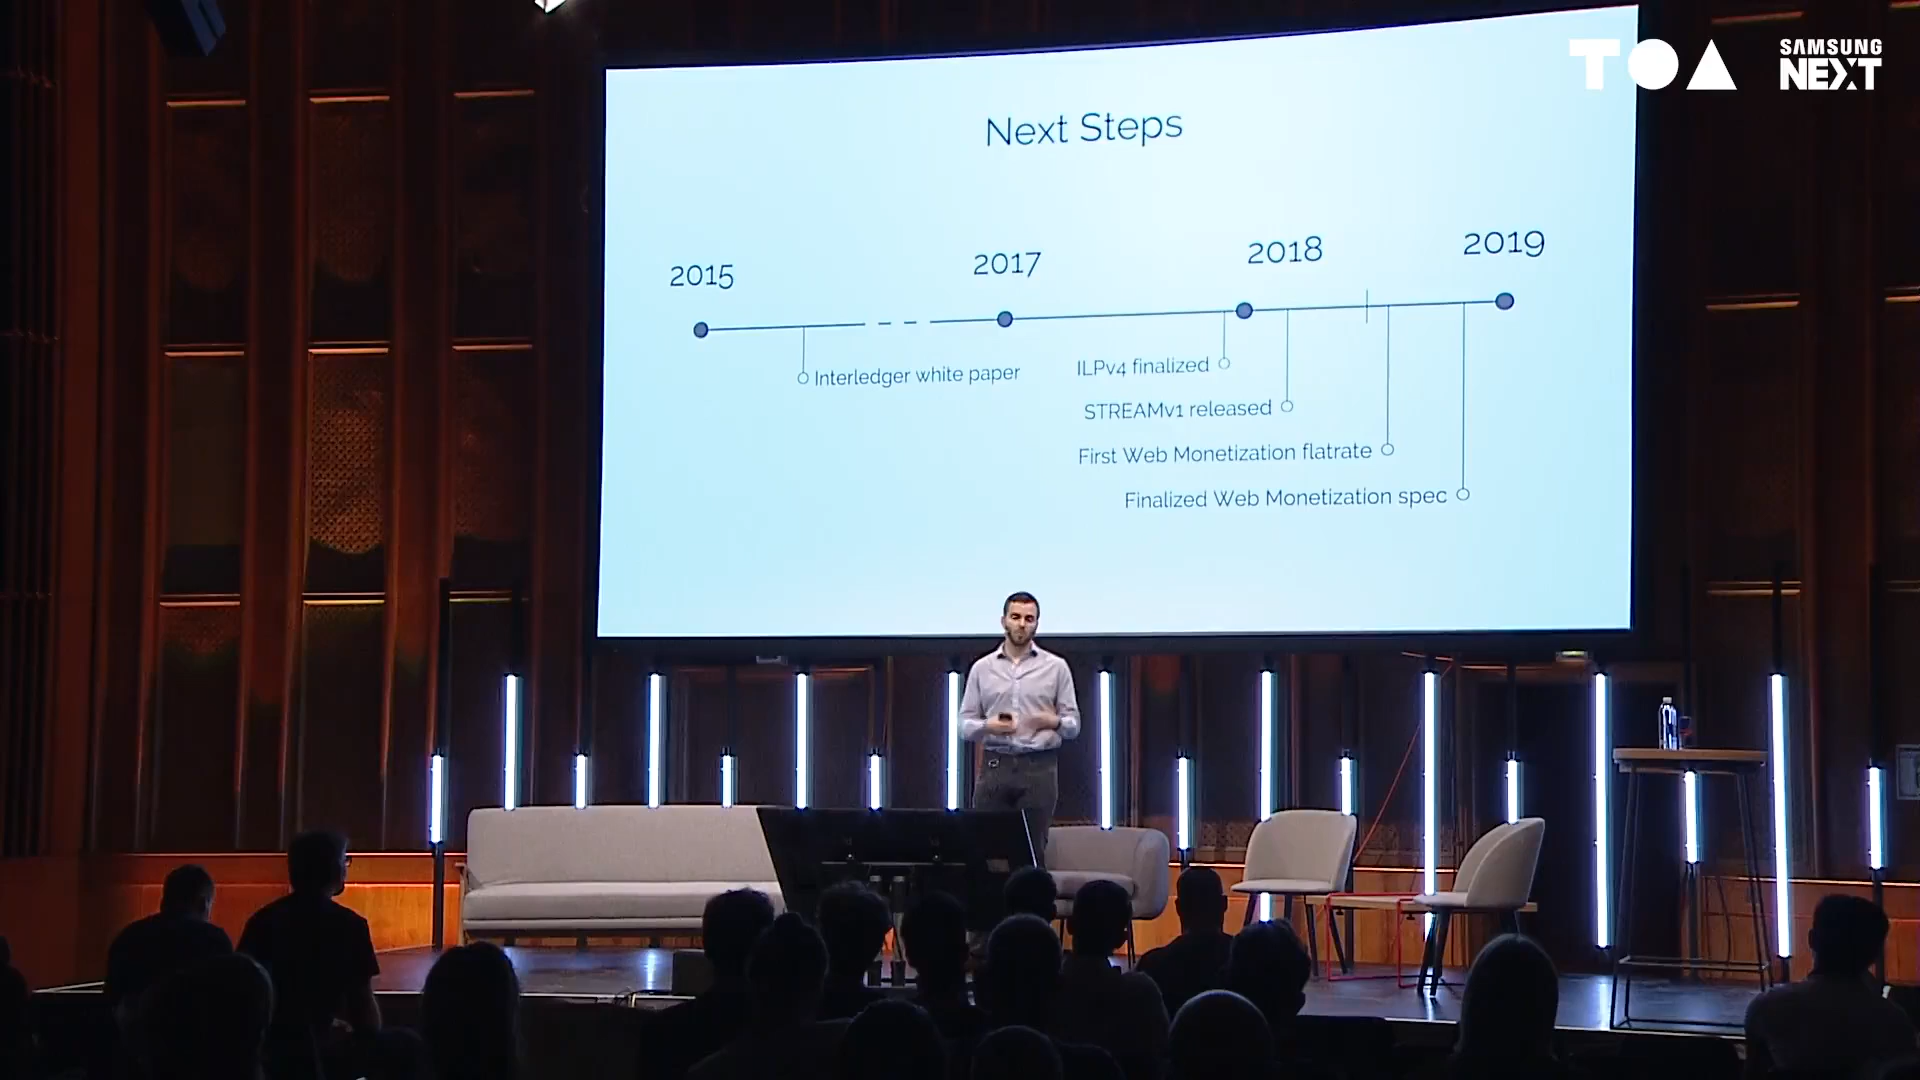 TOA
SAMSUNG
NEXT
Next Steps
2015
2017
2018
2019
Interledger white paper
ILPv4 finalized
STREAMv1 released
First Web Monetization flatrate
Finalized Web Monetization spec